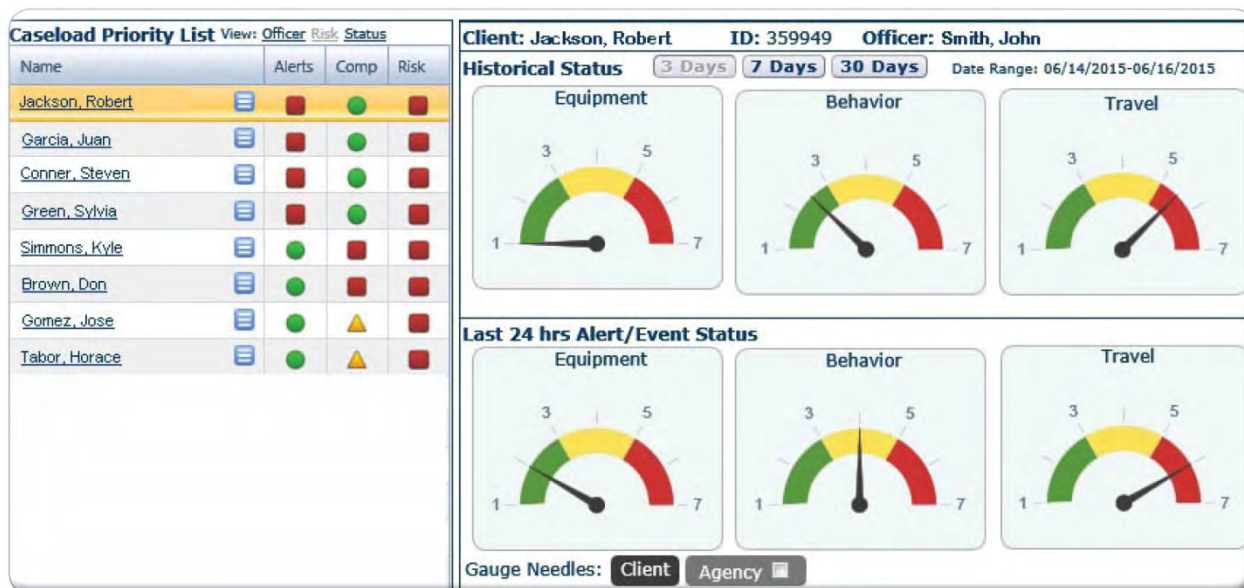 Caseload Priority List View: Officer Risk Status
Name Alerts Comp Risk
Jackson, Robert
Garcia, Juan
Conner, Steven
Green, Sylvia
Simmons, Kyle
Brown, Don
Gomez, Jose
Tabor, Horace
Client: Jackson, Robert ID: 359949 Officer: Smith, John
Historical Status 3 Days 7 Days 30 Days Date Range: 06/14/2015-06/16/2015
Equipment
1 3 5 7
Behavior
1 3 5 7
Travel
1 3 5 7
Last 24 hrs Alert/Event Status
Equipment
1 3 5 7
Behavior
1 3 5 7
Travel
1 3 5 7
Gauge Needles: Client Agency